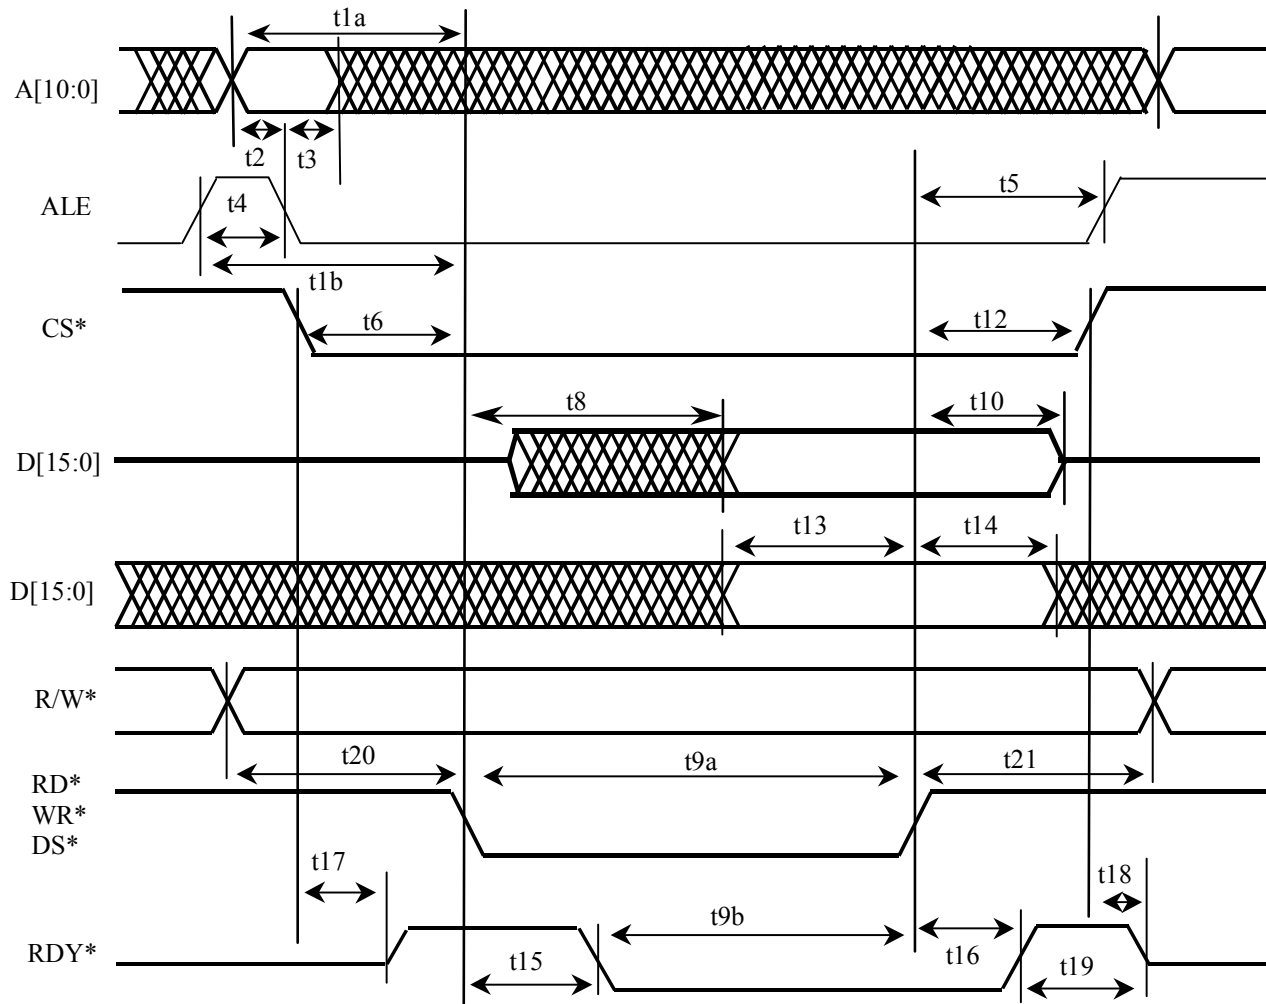 t1a
A[10:0]
t2
t3
ALE
t4
t5
t1b
CS*
t6
t12
t8
t10
D[15:0]
t13
t14
D[15:0]
R/W*
t20
t9a
t21
RD*
WR*
DS*
t17
t18
t9b
RDY*
t15
t16
t19